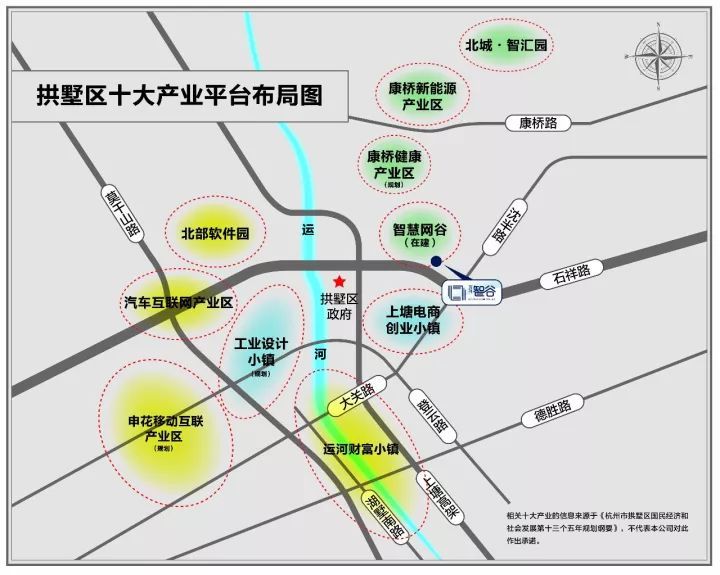 拱墅区十大产业平台布局图
北城·智汇园
康桥新能源
产业区
康桥路
康桥健康
产业区
(规划)
莫干山路
沈半路
北部软件园
运
智慧网谷
(在建)
石祥路
智谷
汽车互联网产业区
拱墅区
政府
上塘电商
创业小镇
工业设计
小镇
(规划)
河
大关路
登云路
德胜路
申花移动互联
产业区
(规划)
运河财富小镇
湖墅南路
上塘高架
相关十大产业的信息来源于《杭州市拱墅区国民经济和
社会发展第十三个五年规划纲要》，不代表本公司对此
作出承诺。